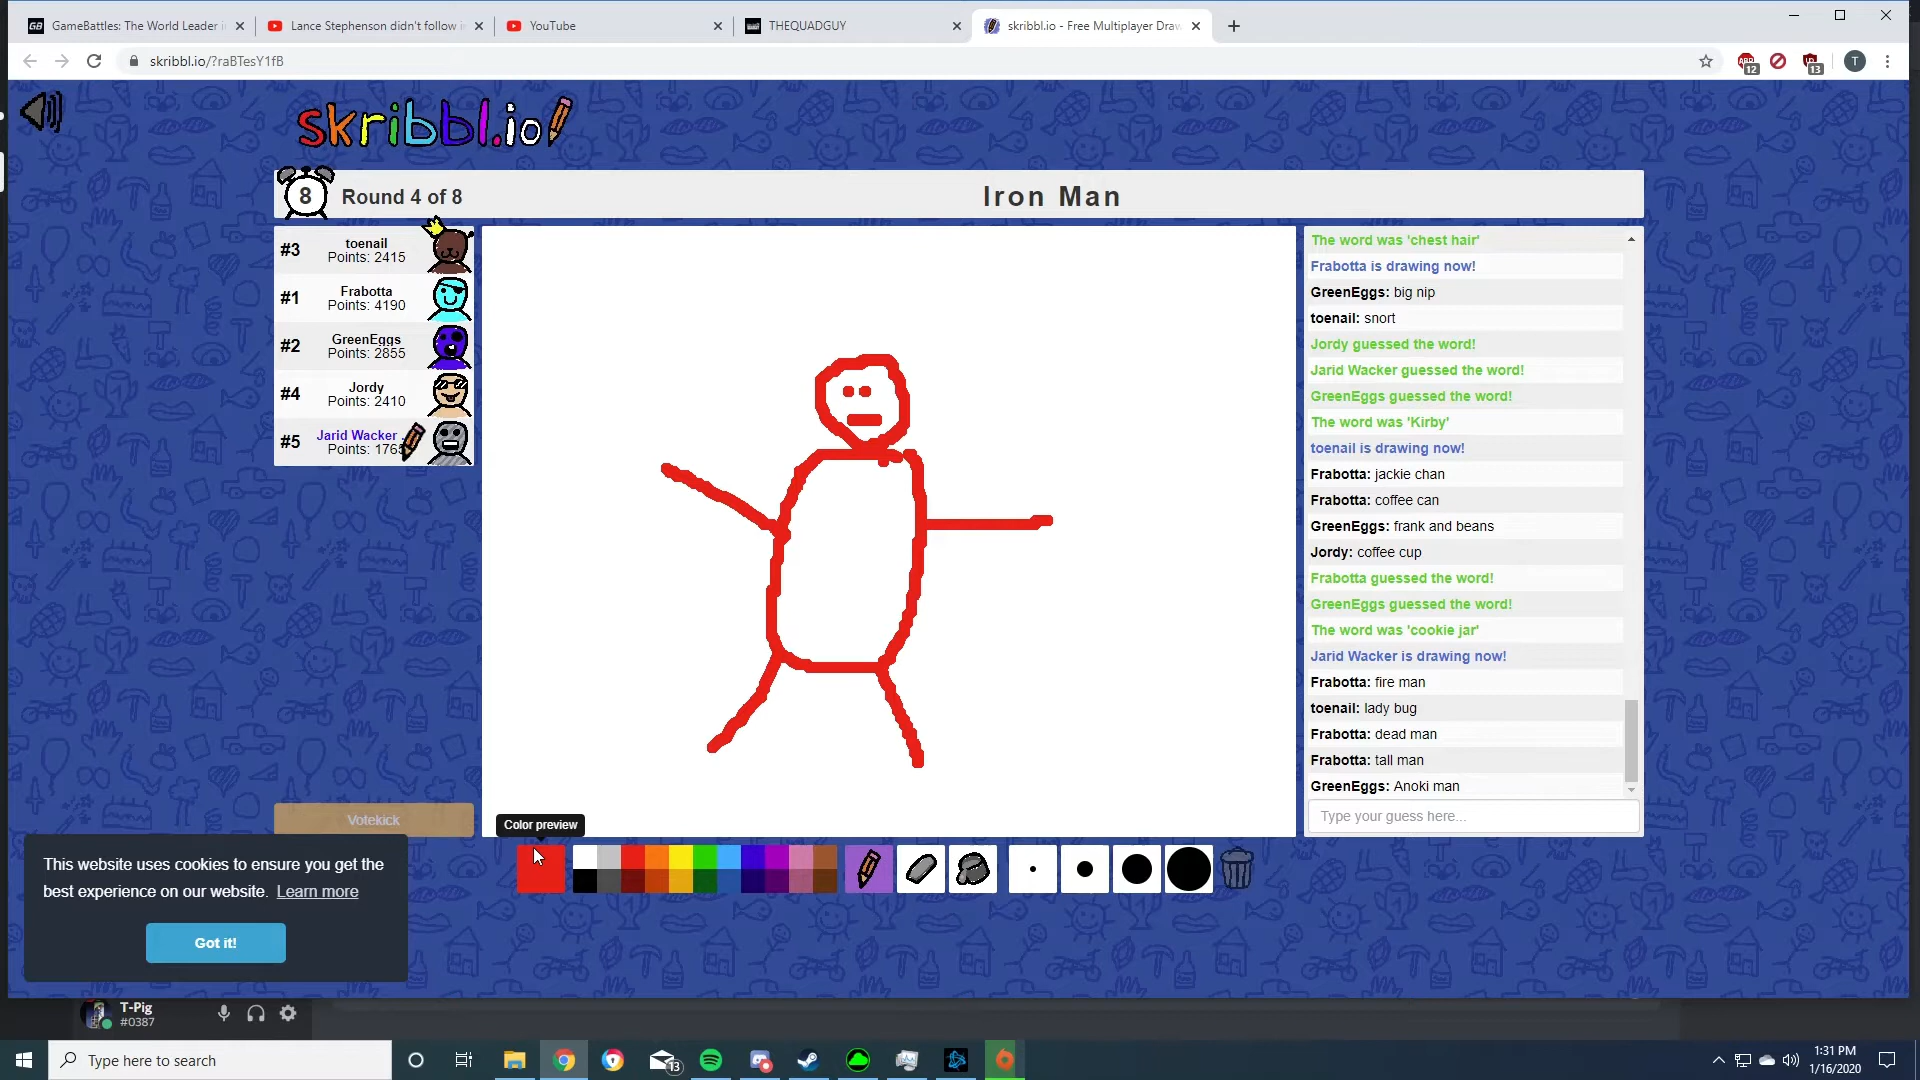 GB GameBattles: The World Leader i
Lance Stephenson didn't follow i
YouTube
THEQUADGUY
skribbl.io - Free Multiplayer Draw
skribbl.io/?raBTesY1fB
12
13
T
skribbl.io
8
Round 4 of 8
Iron Man
#3
toenail
Points: 2415
#1
Frabotta
Points: 4190
#2
GreenEggs
Points: 2855
#4
Jordy
Points: 2410
#5
Jarid Wacker .
Points: 1765
The word was 'chest hair'
Frabotta is drawing now!
GreenEggs: big nip
toenail: snort
Jordy guessed the word!
Jarid Wacker guessed the word!
GreenEggs guessed the word!
The word was 'Kirby'
toenail is drawing now!
Frabotta: jackie chan
Frabotta: coffee can
GreenEggs: frank and beans
Jordy: coffee cup
Frabotta guessed the word!
GreenEggs guessed the word!
The word was 'cookie jar'
Jarid Wacker is drawing now!
Frabotta: fire man
toenail: lady bug
Frabotta: dead man
Frabotta: tall man
GreenEggs: Anoki man
Type your guess here...
Votekick
Color preview
This website uses cookies to ensure you get the
best experience on our website. Learn more
Got it!
T-Pig
#0387
Type here to search
13
1:31 PM
1/16/2020